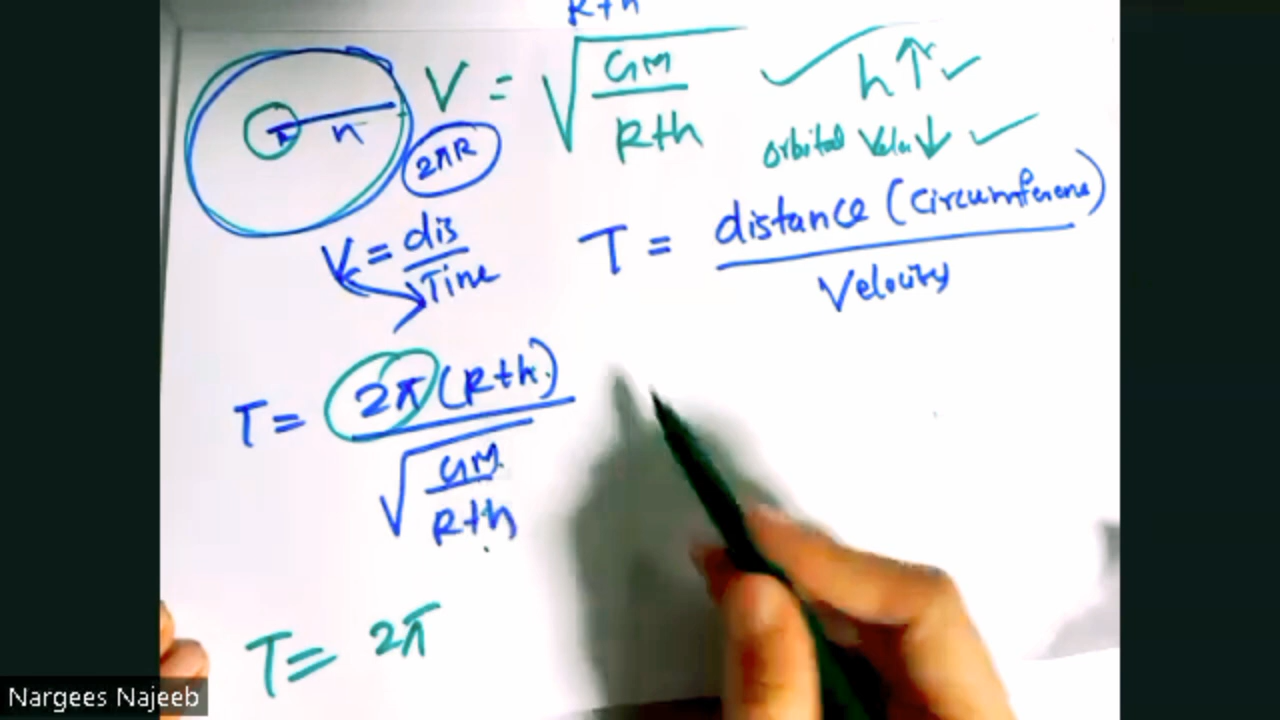 R+h
V = √(GM / R+h)
h ↑ ✓
orbital Velo ↓ ✓
r
2πR
V = dis / Time
T = distance (circumference) / Velocity
T = 2π(R+h) / √(GM / R+h)
T = 2π
Nargees Najeeb